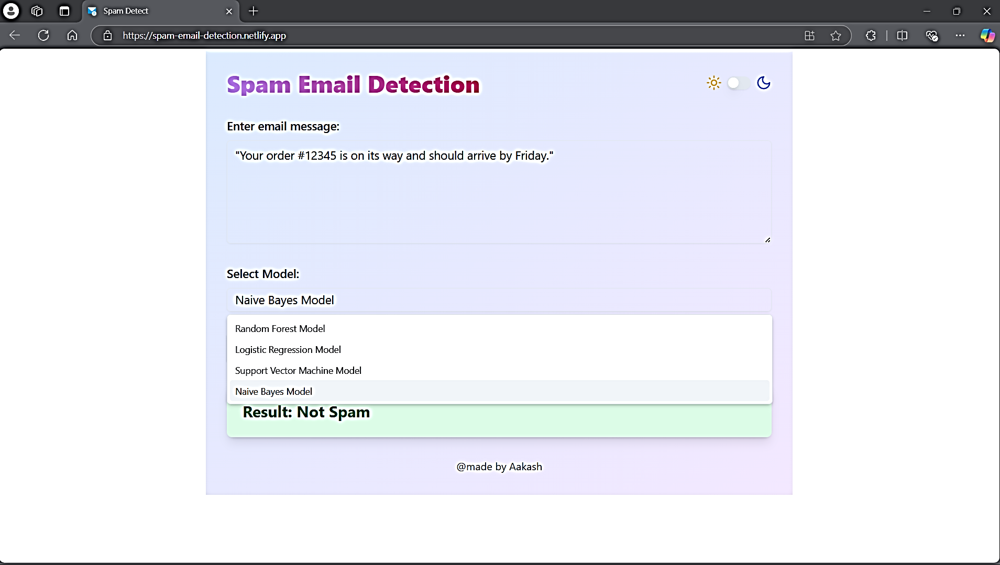 Spam Detect
https://spam-email-detection.netlify.app
Spam Email Detection
Enter email message:
"Your order #12345 is on its way and should arrive by Friday."
Select Model:
Naive Bayes Model
Random Forest Model
Logistic Regression Model
Support Vector Machine Model
Naive Bayes Model
Result: Not Spam
@made by Aakash